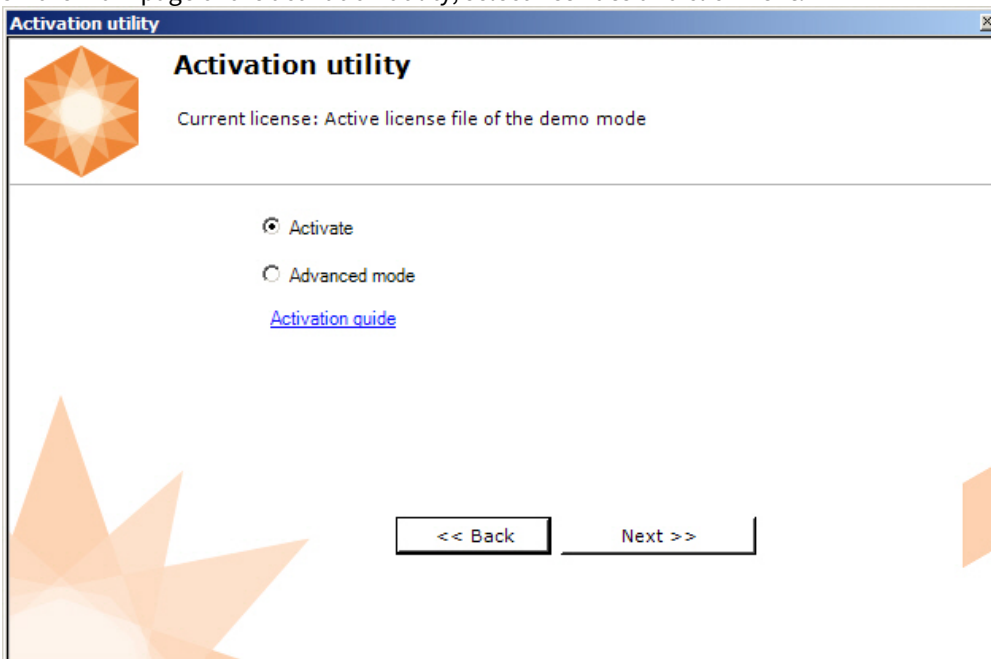 Activation utility
Activation utility
Current license: Active license file of the demo mode
Activate
Advanced mode
Activation guide
<< Back
Next >>